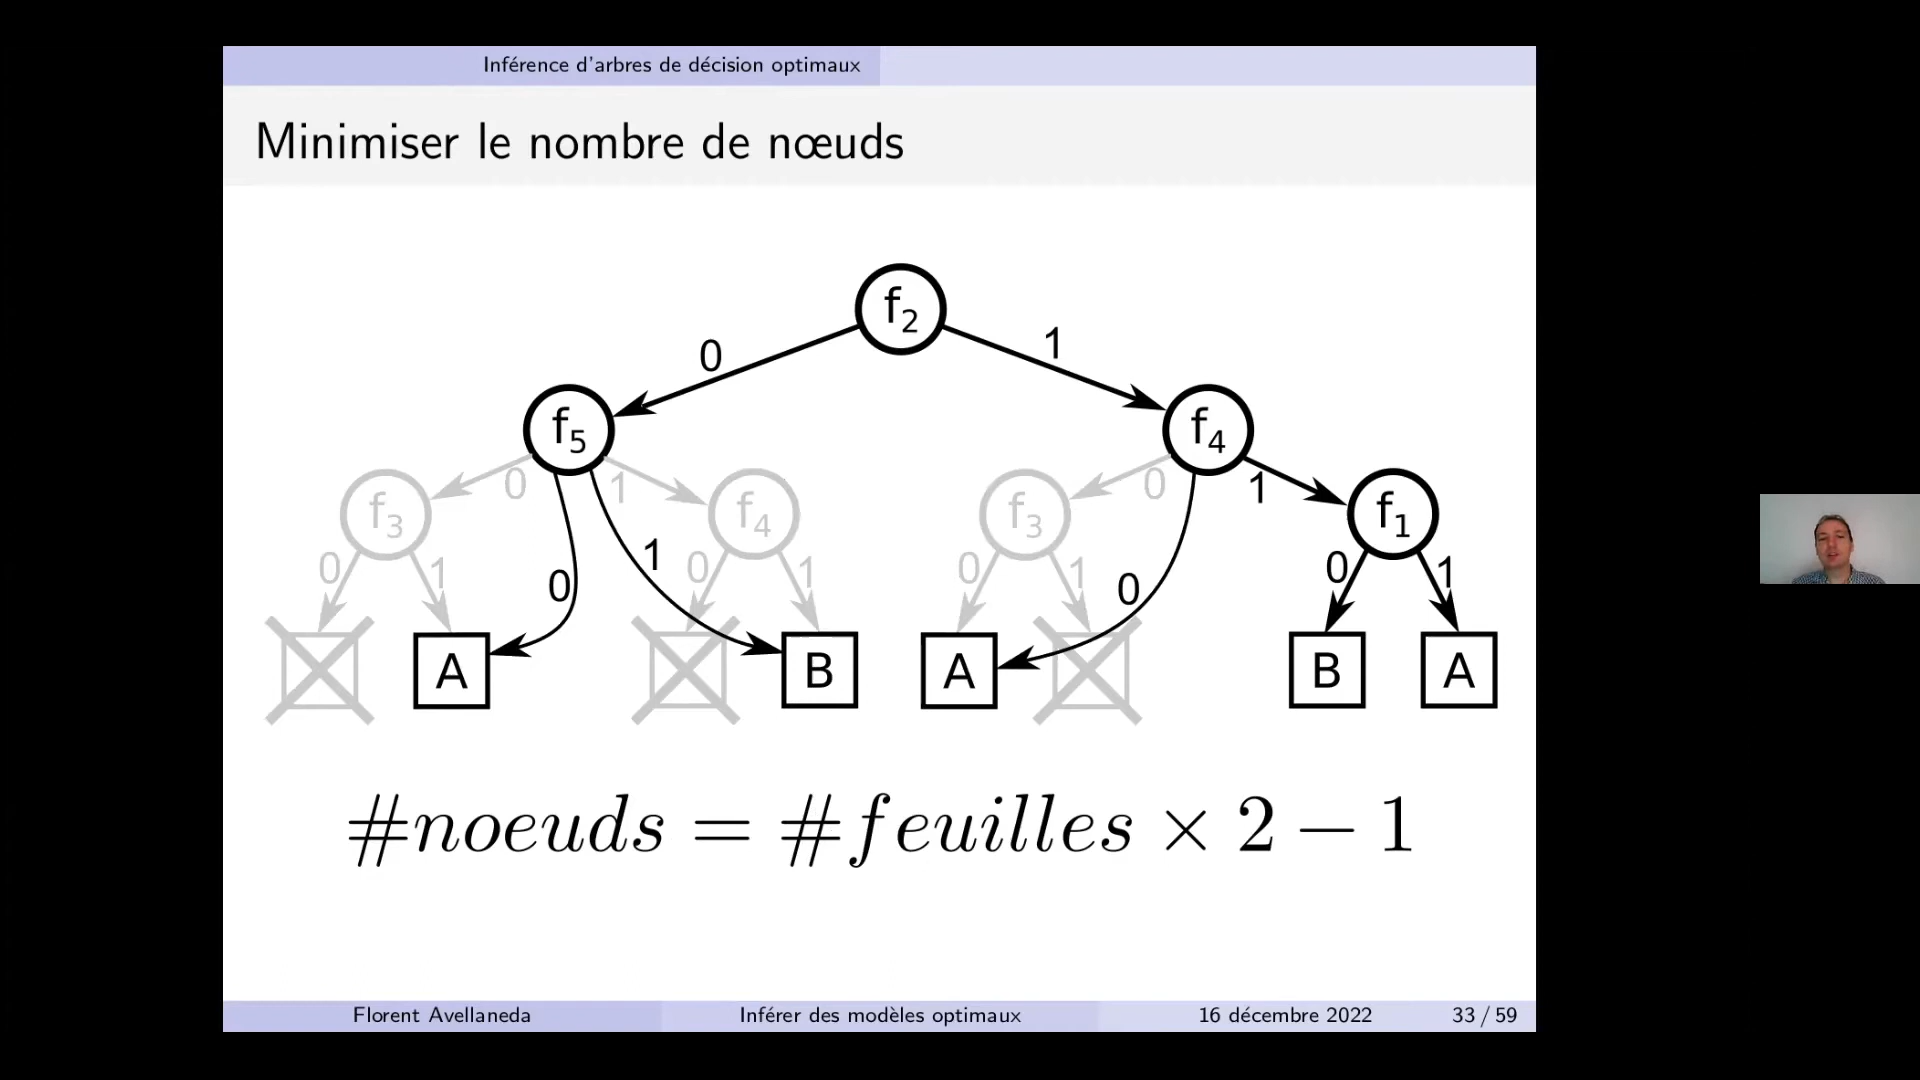 Inférence d'arbres de décision optimaux
Minimiser le nombre de nœuds
f2
0
1
f5
f4
0
1
0
1
f3
f4
f3
f1
0
1
0
1
0
1
0
1
0
1
0
A
B
A
B
A
#noeuds = #feuilles × 2 − 1
Florent Avellaneda
Inférer des modèles optimaux
16 décembre 2022
33 / 59